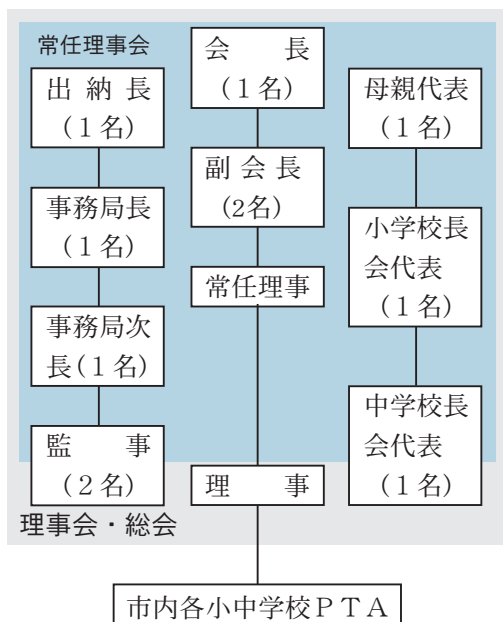 常任理事会
出納長
(1名)
事務局長
(1名)
事務局次
長(1名)
監　事
(2名)
会　長
(1名)
副会長
(2名)
常任理事
理　事
母親代表
(1名)
小学校長
会代表
(1名)
中学校長
会代表
(1名)
理事会・総会
市内各小中学校PTA